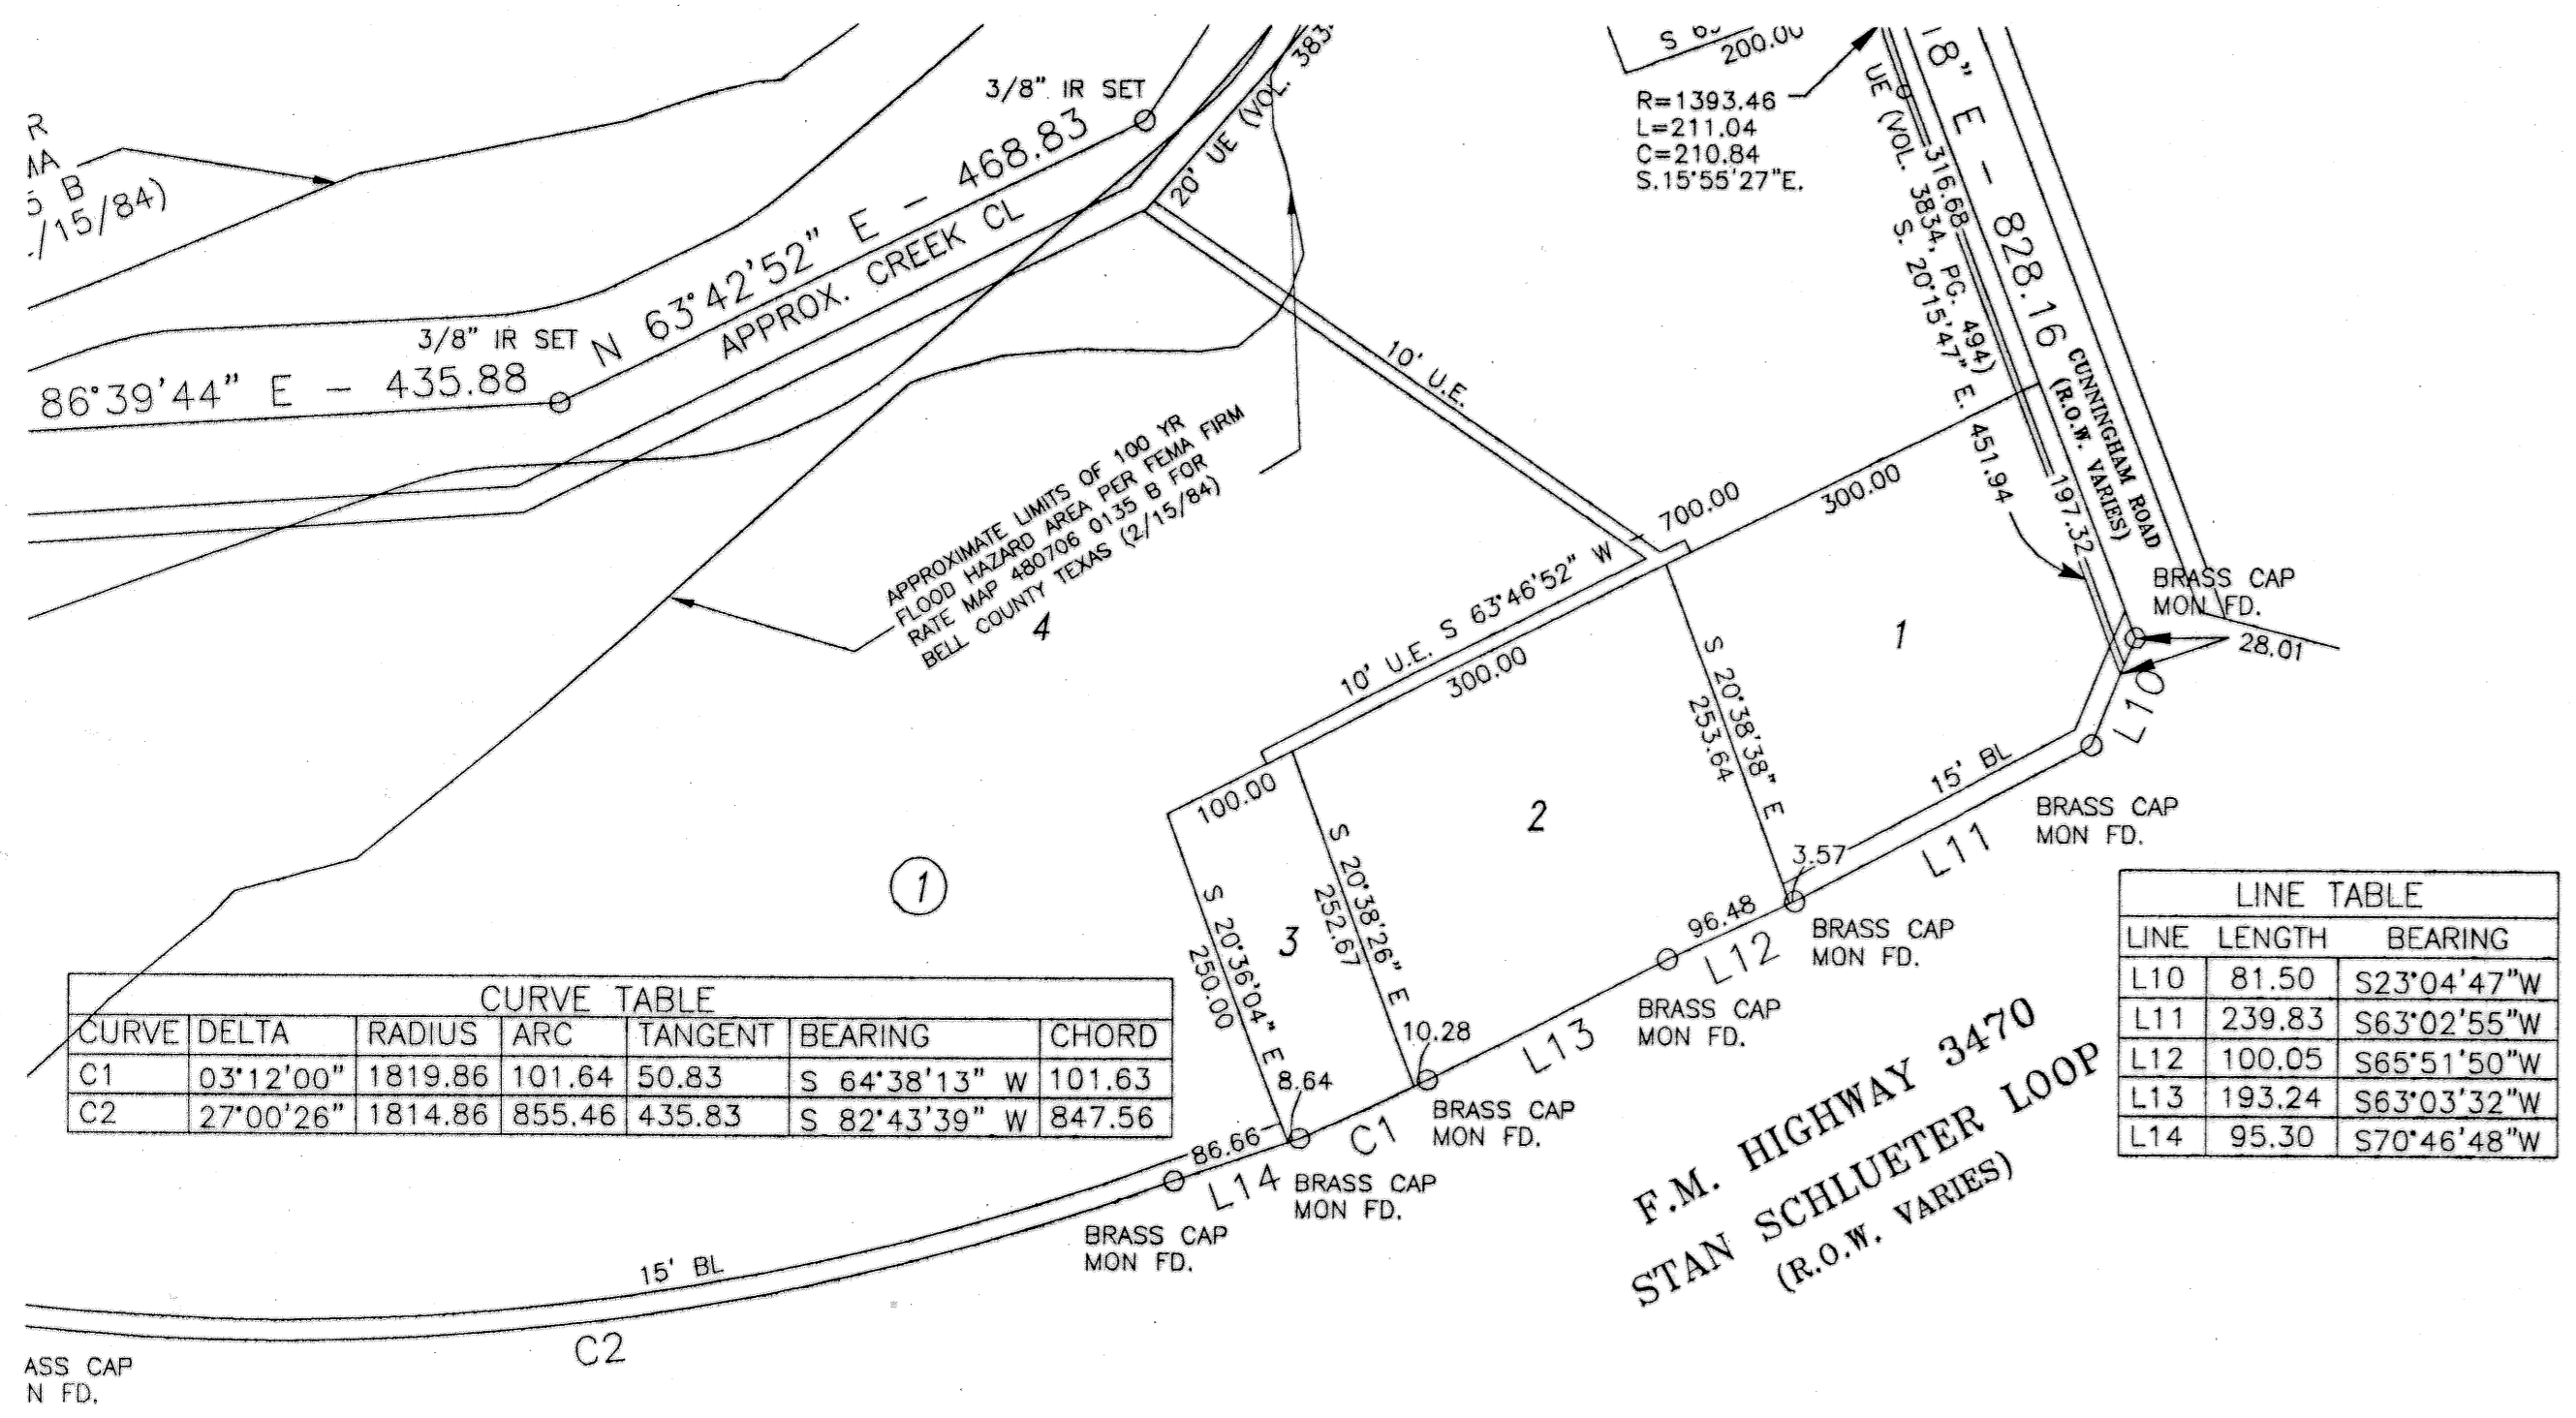 R
MA
5 B
/15/84)
3/8" IR SET
N 63°42'52" E - 468.83
APPROX. CREEK CL
3/8" IR SET
86°39'44" E - 435.88
20' UE (VOL. 383
200.00
R=1393.46
L=211.04
C=210.84
S.15°55'27"E.
18" E - 828.16
UE (VOL. 3834, PG. 494)
316.68
S. 20°15'47" E. 451.94
197.32
CUNNINGHAM ROAD
(R.O.W. VARIES)
10' U.E.
APPROXIMATE LIMITS OF 100 YR
FLOOD HAZARD AREA PER FEMA FIRM
RATE MAP 480706 0135 B FOR
BELL COUNTY TEXAS (2/15/84)
4
10' U.E. S 63°46'52" W - 700.00
300.00
300.00
100.00
BRASS CAP
MON FD.
28.01
L10
1
S 20°38'38" E
253.64
15' BL
BRASS CAP
MON FD.
L11
3.57
2
S 20°38'26" E
252.67
96.48
L12
BRASS CAP
MON FD.
1
3
S 20°36'04" E
250.00
BRASS CAP
MON FD.
L13
10.28
8.64
BRASS CAP
MON FD.
C1
86.66
L14
BRASS CAP
MON FD.
BRASS CAP
MON FD.
15' BL
C2
ASS CAP
N FD.
F.M. HIGHWAY 3470
STAN SCHLUETER LOOP
(R.O.W. VARIES)
CURVE TABLE
CURVE DELTA RADIUS ARC TANGENT BEARING CHORD
C1 03°12'00" 1819.86 101.64 50.83 S 64°38'13" W 101.63
C2 27°00'26" 1814.86 855.46 435.83 S 82°43'39" W 847.56
LINE TABLE
LINE LENGTH BEARING
L10 81.50 S23°04'47"W
L11 239.83 S63°02'55"W
L12 100.05 S65°51'50"W
L13 193.24 S63°03'32"W
L14 95.30 S70°46'48"W